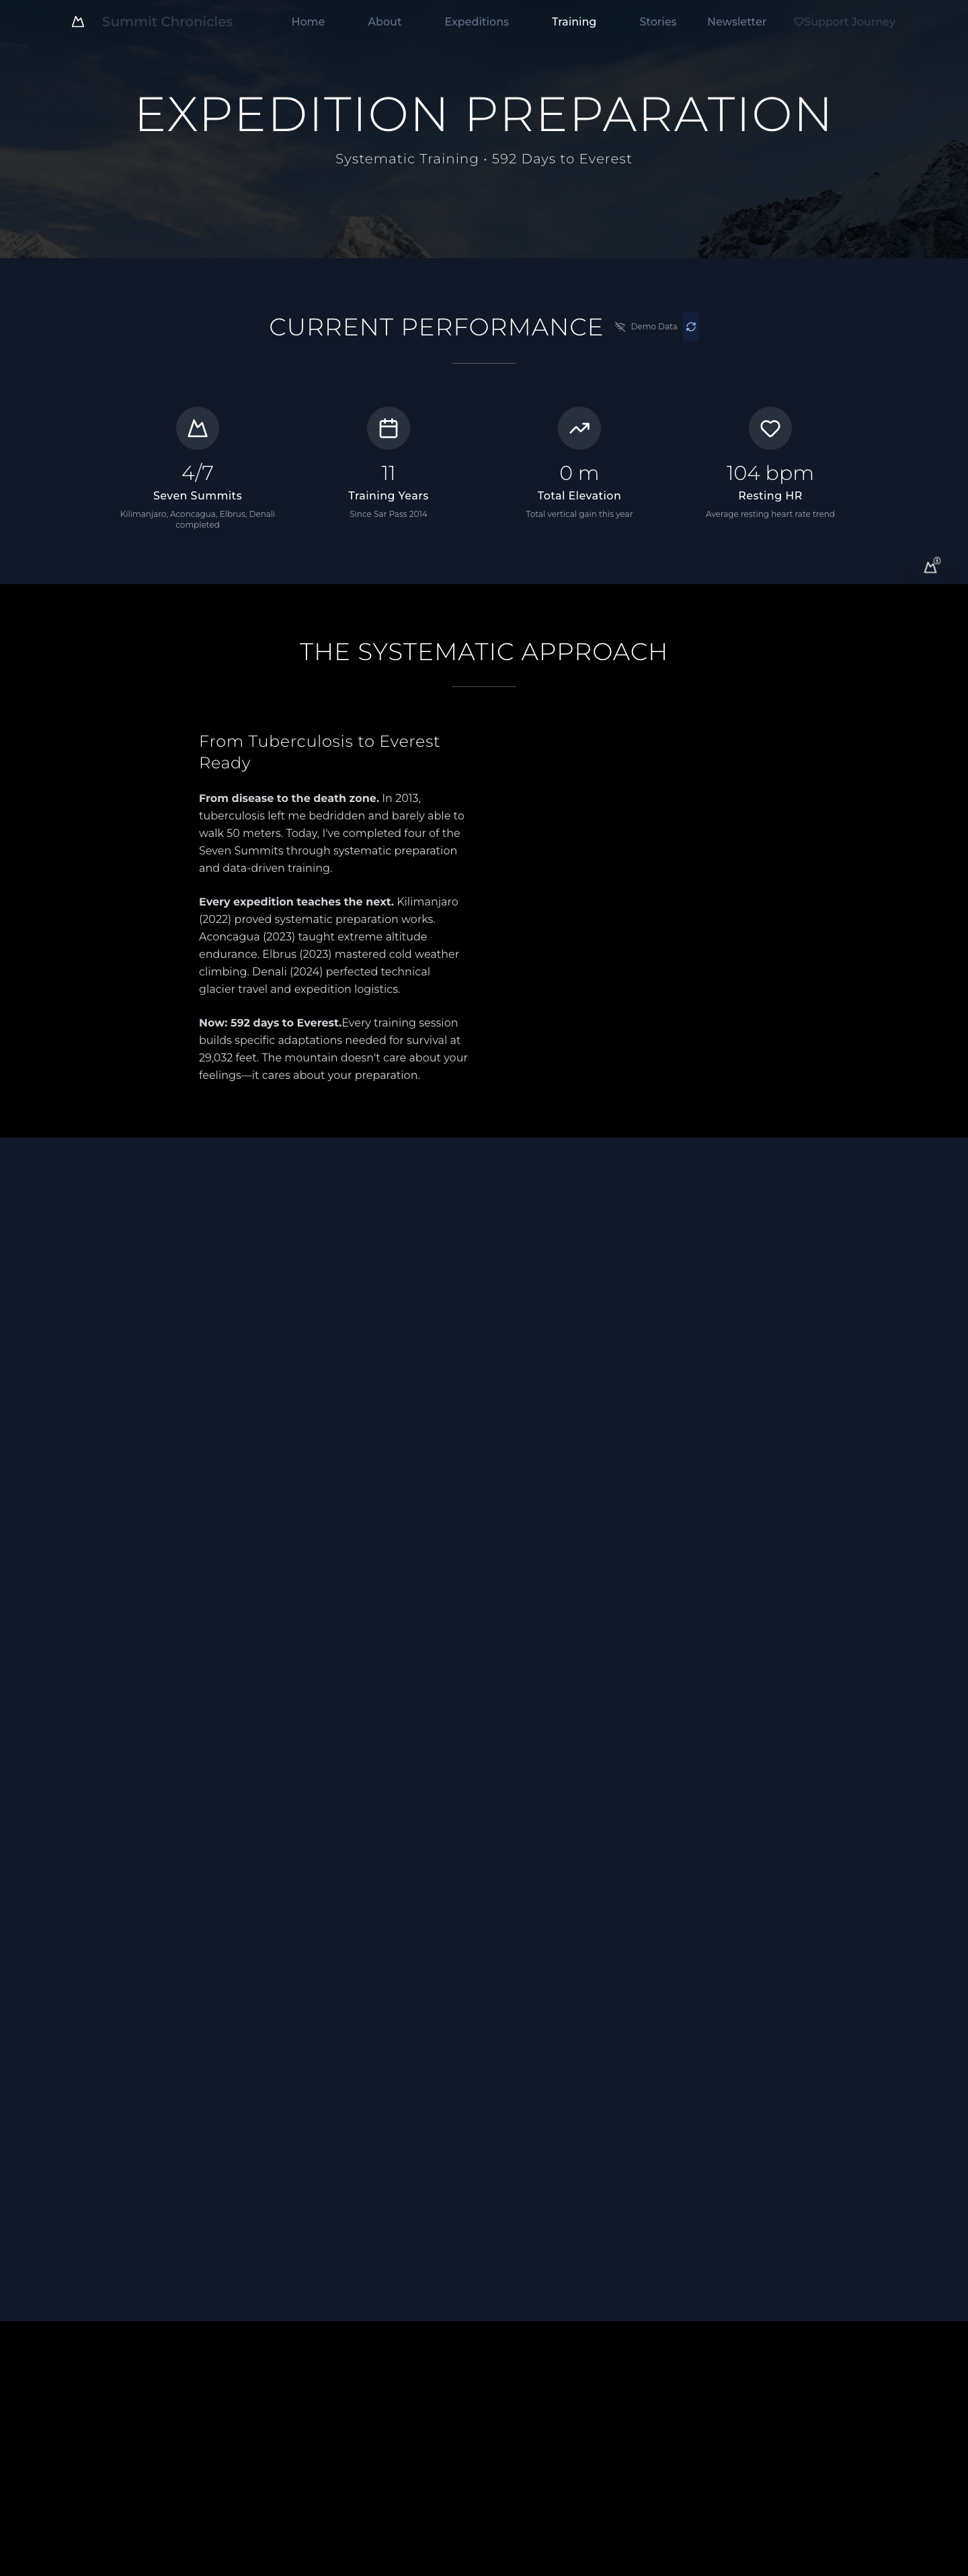 Summit Chronicles Home About Expeditions Training Stories Newsletter Support Journey
EXPEDITION PREPARATION
Systematic Training • 592 Days to Everest
CURRENT PERFORMANCE Demo Data
4/7
Seven Summits
Kilimanjaro, Aconcagua, Elbrus, Denali
completed
11
Training Years
Since Sar Pass 2014
0 m
Total Elevation
Total vertical gain this year
104 bpm
Resting HR
Average resting heart rate trend
THE SYSTEMATIC APPROACH
From Tuberculosis to Everest
Ready
From disease to the death zone. In 2013,
tuberculosis left me bedridden and barely able to
walk 50 meters. Today, I've completed four of the
Seven Summits through systematic preparation
and data-driven training.
Every expedition teaches the next. Kilimanjaro
(2022) proved systematic preparation works.
Aconcagua (2023) taught extreme altitude
endurance. Elbrus (2023) mastered cold weather
climbing. Denali (2024) perfected technical
glacier travel and expedition logistics.
Now: 592 days to Everest.Every training session
builds specific adaptations needed for survival at
29,032 feet. The mountain doesn't care about your
feelings—it cares about your preparation.